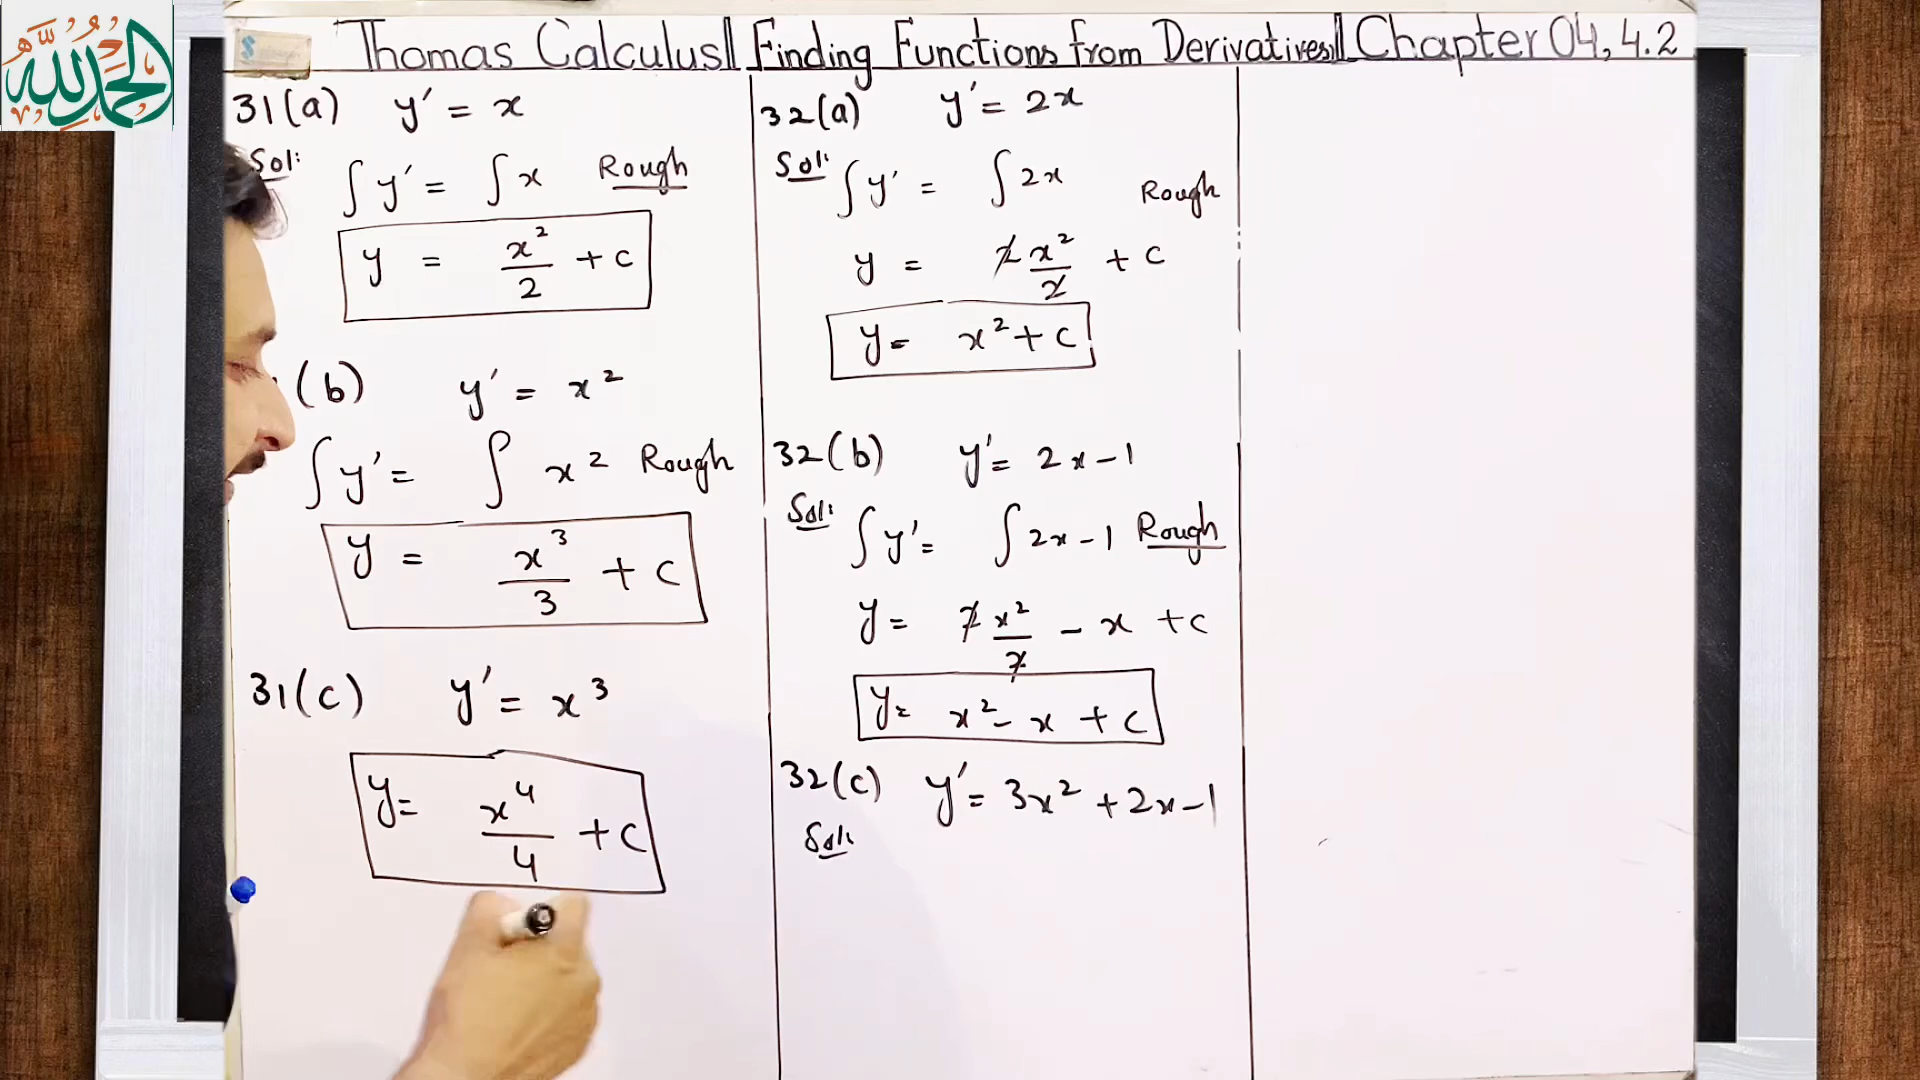 الحمد لله
Thomas Calculus|| Finding Functions from Derivatives|| Chapter 04, 4.2
31(a) y' = x
Sol:
∫ y' = ∫ x Rough
y = x²/2 + c
(b) y' = x²
∫ y' = ∫ x² Rough
y = x³/3 + c
31(c) y' = x³
y = x⁴/4 + c
32(a) y' = 2x
Sol: ∫ y' = ∫ 2x Rough
y = 2x²/2 + c
y = x² + c
32(b) y' = 2x - 1
Sol: ∫ y' = ∫ 2x - 1 Rough
y = 2x²/2 - x + c
y = x² - x + c
32(c) y' = 3x² + 2x - 1
Sol: